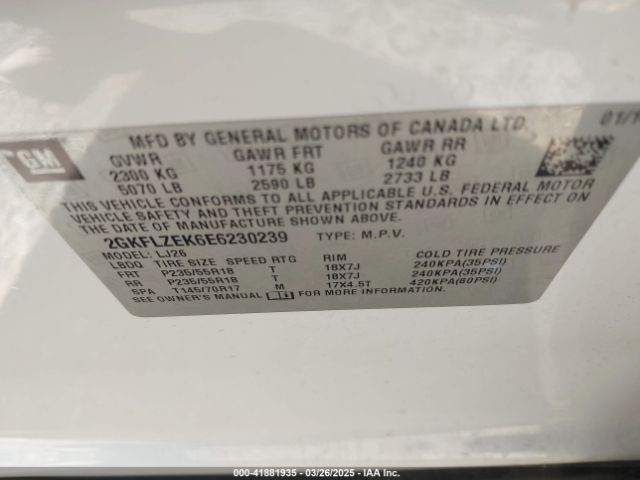 GM
MFD BY GENERAL MOTORS OF CANADA LTD
01/1
GVWR GAWR FRT GAWR RR
2300 KG 1175 KG 1240 KG
5070 LB 2590 LB 2733 LB
THIS VEHICLE CONFORMS TO ALL APPLICABLE U.S. FEDERAL MOTOR
VEHICLE SAFETY AND THEFT PREVENTION STANDARDS IN EFFECT ON
THE DATE OF MANUFACTURE SHOWN ABOVE.
2GKFLZEK6E6230239 TYPE: M.P.V.
MODEL: LJ26
LBDQ TIRE SIZE SPEED RTG RIM COLD TIRE PRESSURE
FRT P235/55R18 T 18X7J 240KPA(35PSI)
RR P235/55R18 T 18X7J 240KPA(35PSI)
SPA T145/70R17 M 17X4.5T 420KPA(60PSI)
SEE OWNER'S MANUAL FOR MORE INFORMATION.
000-41881935 - 03/26/2025 - IAA Corp.